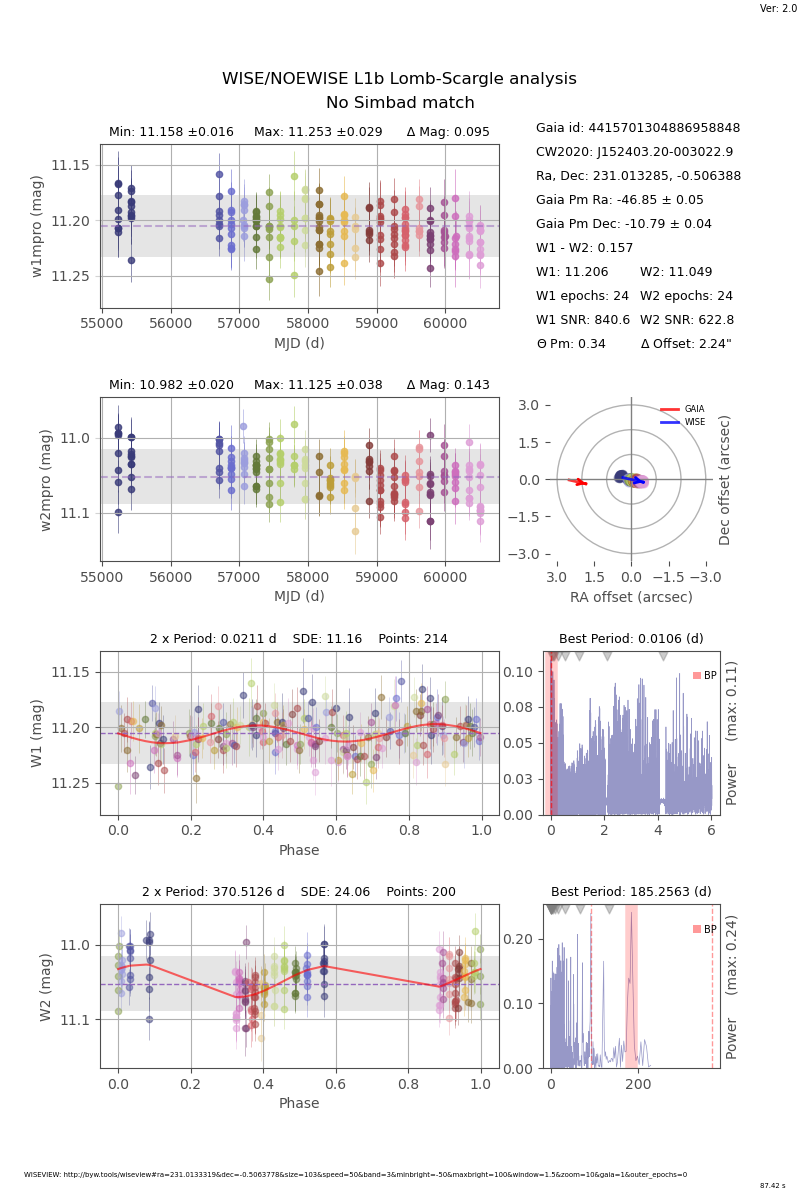 Ver: 2.0
WISE/NOEWISE L1b Lomb-Scargle analysis
No Simbad match
Min: 11.158 ±0.016 Max: 11.253 ±0.029 Δ Mag: 0.095
11.15
11.20
11.25
w1mpro (mag)
55000 56000 57000 58000 59000 60000
MJD (d)
Gaia id: 4415701304886958848
CW2020: J152403.20-003022.9
Ra, Dec: 231.013285, -0.506388
Gaia Pm Ra: -46.85 ± 0.05
Gaia Pm Dec: -10.79 ± 0.04
W1 - W2: 0.157
W1: 11.206 W2: 11.049
W1 epochs: 24 W2 epochs: 24
W1 SNR: 840.6 W2 SNR: 622.8
Θ Pm: 0.34 Δ Offset: 2.24"
Min: 10.982 ±0.020 Max: 11.125 ±0.038 Δ Mag: 0.143
11.0
11.1
w2mpro (mag)
55000 56000 57000 58000 59000 60000
MJD (d)
GAIA
WISE
3.0
1.5
0.0
−1.5
−3.0
Dec offset (arcsec)
3.0 1.5 0.0 −1.5 −3.0
RA offset (arcsec)
2 x Period: 0.0211 d SDE: 11.16 Points: 214
11.15
11.20
11.25
W1 (mag)
0.0 0.2 0.4 0.6 0.8 1.0
Phase
Best Period: 0.0106 (d)
BP
0.10
0.08
0.05
0.03
0.00
Power (max: 0.11)
0 2 4 6
2 x Period: 370.5126 d SDE: 24.06 Points: 200
11.0
11.1
W2 (mag)
0.0 0.2 0.4 0.6 0.8 1.0
Phase
Best Period: 185.2563 (d)
BP
0.20
0.10
0.00
Power (max: 0.24)
0 200
WISEVIEW: http://byw.tools/wiseview#ra=231.0133319&dec=-0.5063778&size=103&speed=50&band=3&minbright=-50&maxbright=100&window=1.5&zoom=10&gaia=1&outer_epochs=0
87.42 s